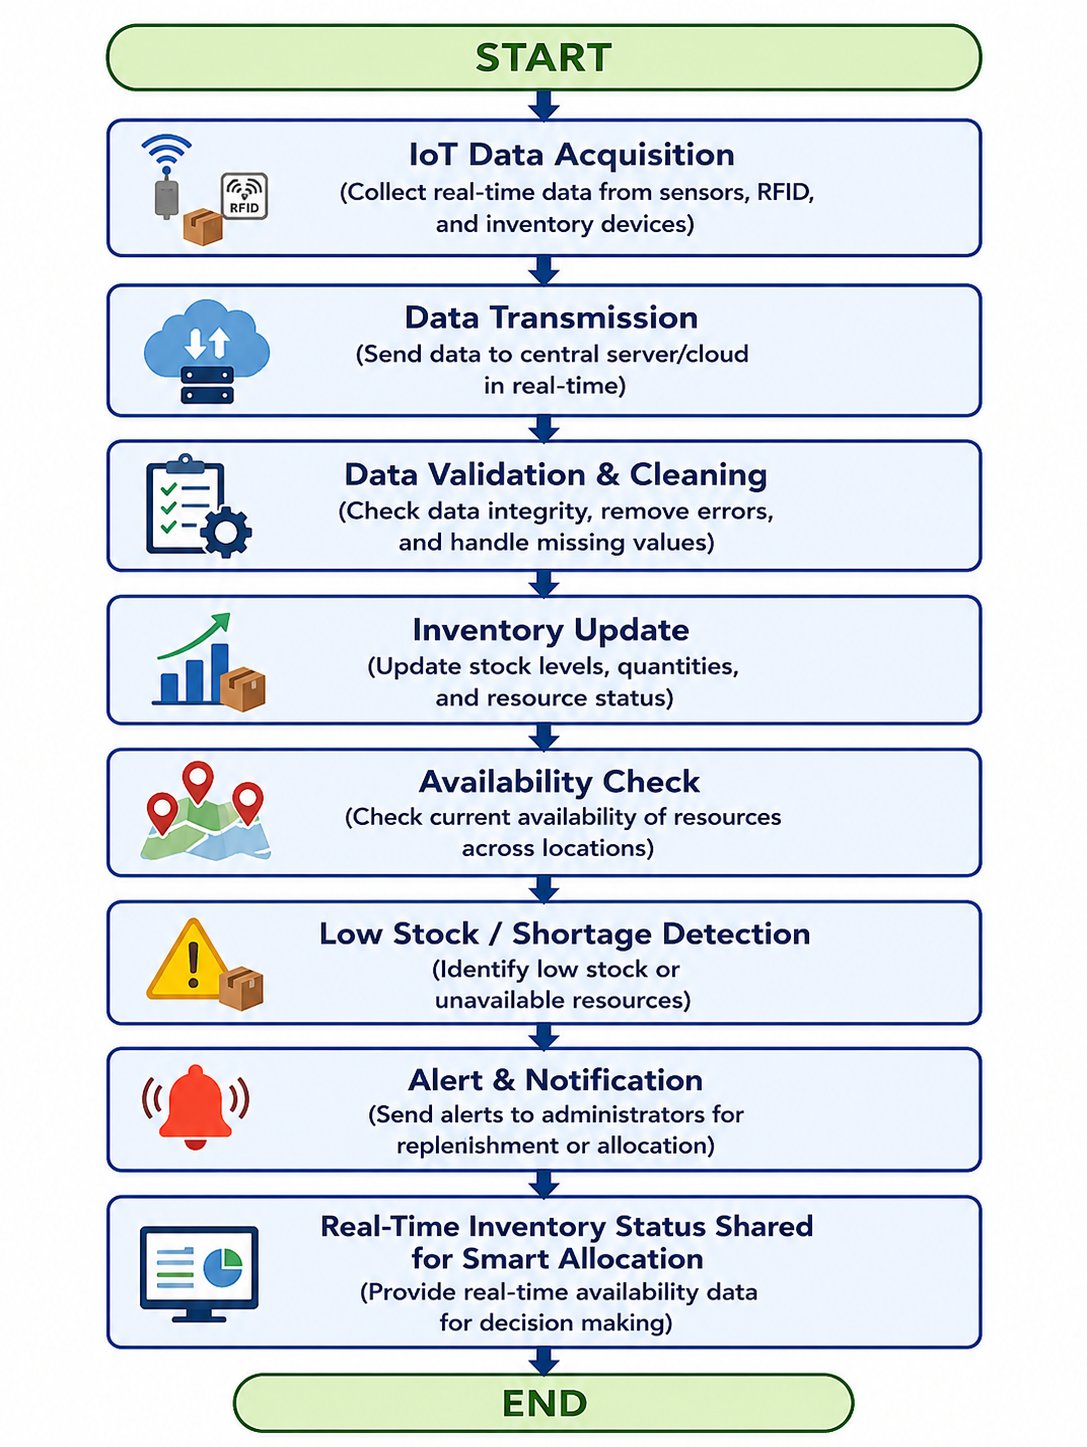 START
IoT Data Acquisition
(Collect real-time data from sensors, RFID,
and inventory devices)
RFID
Data Transmission
(Send data to central server/cloud
in real-time)
Data Validation & Cleaning
(Check data integrity, remove errors,
and handle missing values)
Inventory Update
(Update stock levels, quantities,
and resource status)
Availability Check
(Check current availability of resources
across locations)
Low Stock / Shortage Detection
(Identify low stock or
unavailable resources)
Alert & Notification
(Send alerts to administrators for
replenishment or allocation)
Real-Time Inventory Status Shared
for Smart Allocation
(Provide real-time availability data
for decision making)
END